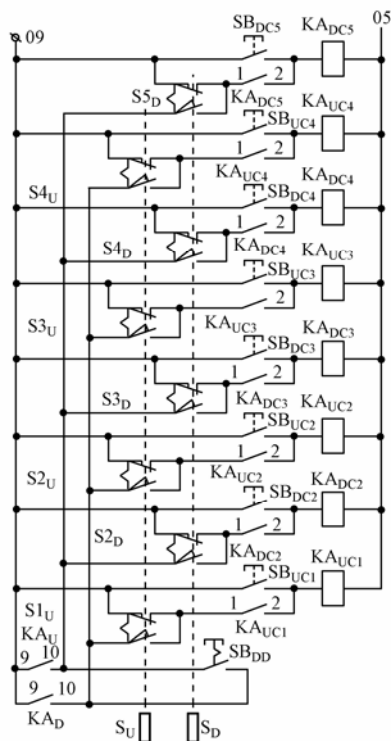 09 05
SB_DC5 KA_DC5
1 2
S5_D KA_DC5 KA_UC4
SB_UC4
1 2
S4_U KA_UC4 SB_DC4 KA_DC4
1 2
S4_D KA_DC4 KA_UC3
SB_UC3
1 2
S3_U KA_UC3 SB_DC3 KA_DC3
1 2
S3_D KA_DC3 KA_UC2
SB_UC2
1 2
S2_U KA_UC2 SB_DC2 KA_DC2
1 2
S2_D KA_DC2 KA_UC1
SB_UC1
1 2
S1_U KA_UC1
KA_U
9 10 SB_DD
9 10
KA_D S_U S_D